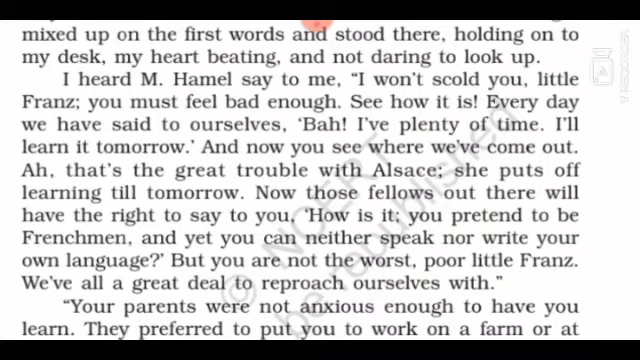 mixed up on the first words and stood there, holding on to
my desk, my heart beating, and not daring to look up.
I heard M. Hamel say to me, “I won't scold you, little
Franz; you must feel bad enough. See how it is! Every day
we have said to ourselves, ‘Bah! I've plenty of time. I'll
learn it tomorrow.’ And now you see where we've come out.
Ah, that's the great trouble with Alsace; she puts off
learning till tomorrow. Now those fellows out there will
have the right to say to you, ‘How is it; you pretend to be
Frenchmen, and yet you can neither speak nor write your
own language?’ But you are not the worst, poor little Franz.
We've all a great deal to reproach ourselves with.”
“Your parents were not anxious enough to have you
learn. They preferred to put you to work on a farm or at
© NCERT
be republished